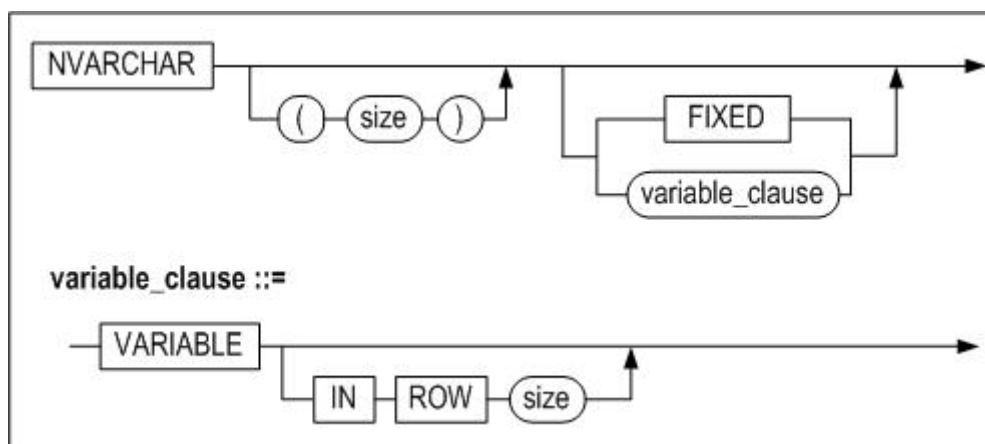 NVARCHAR
( size )
FIXED
variable_clause
variable_clause ::=
VARIABLE
IN ROW size